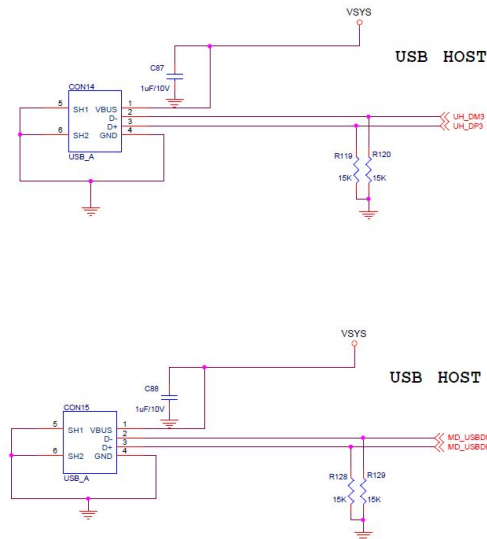 VSYS
USB HOST
C87
1uF/10V
CON14
5 SH1 VBUS 1
D- 2
D+ 3
6 SH2 GND 4
USB_A
UH_DM3
UH_DP3
R119 R120
15K 15K
VSYS
USB HOST
C88
1uF/10V
CON15
5 SH1 VBUS 1
D- 2
D+ 3
6 SH2 GND 4
USB_A
R128 R129
15K 15K